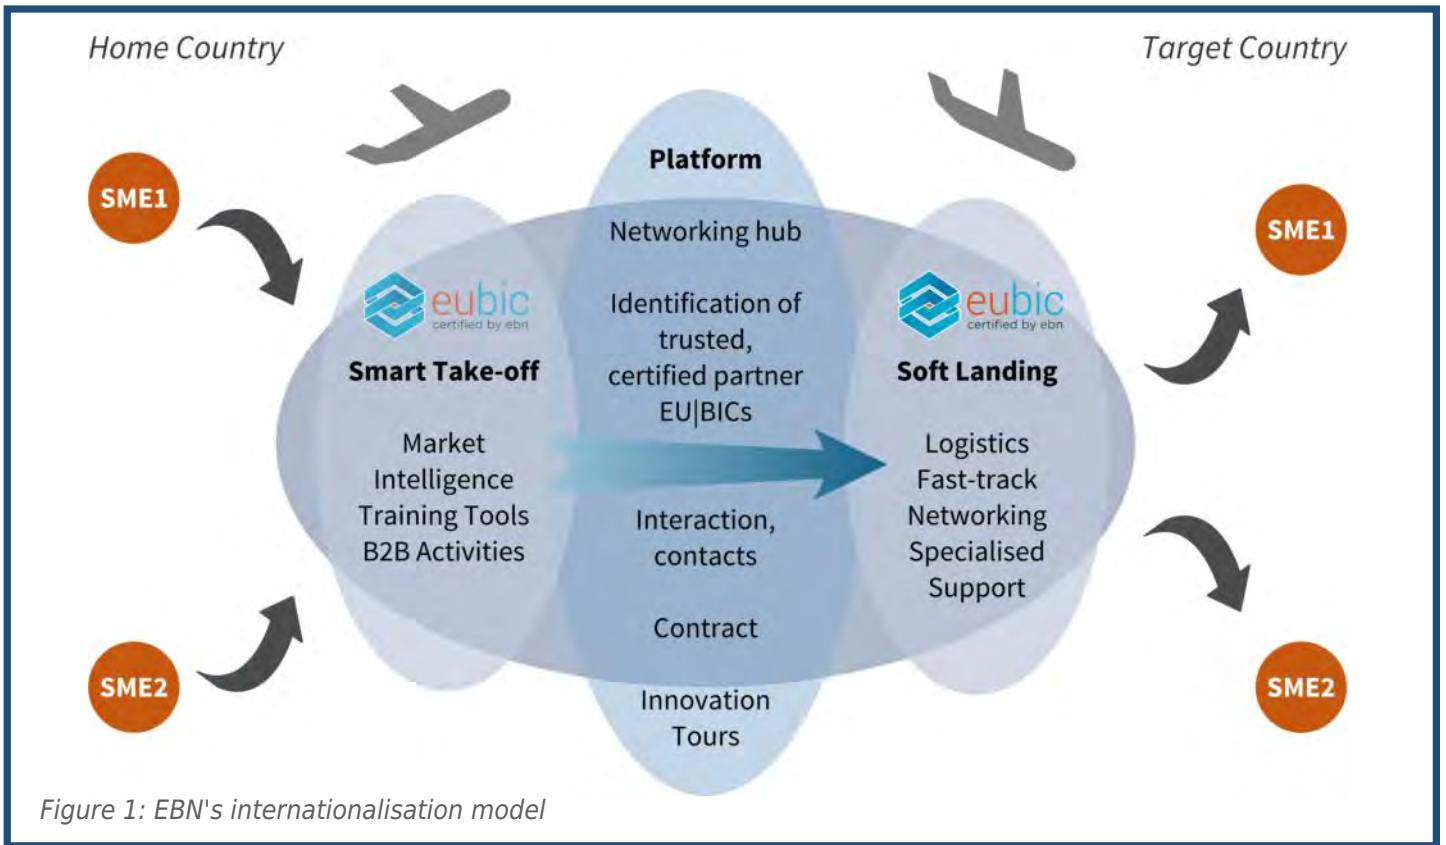 Home Country
Target Country
SME1
SME2
eubic
certified by ebn
Smart Take-off
Market
Intelligence
Training Tools
B2B Activities
Platform
Networking hub
Identification of
trusted,
certified partner
EU|BICs
Interaction,
contacts
Contract
Innovation
Tours
eubic
certified by ebn
Soft Landing
Logistics
Fast-track
Networking
Specialised
Support
SME1
SME2
Figure 1: EBN's internationalisation model